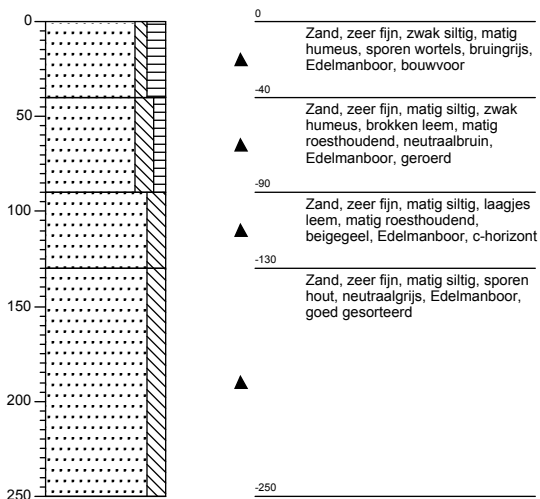 0
50
100
150
200
250
0
Zand, zeer fijn, zwak siltig, matig
humeus, sporen wortels, bruingrijs,
Edelmanboor, bouwvoor
-40
Zand, zeer fijn, matig siltig, zwak
humeus, brokken leem, matig
roesthoudend, neutraalbruin,
Edelmanboor, geroerd
-90
Zand, zeer fijn, matig siltig, laagjes
leem, matig roesthoudend,
beigegeel, Edelmanboor, c-horizont
-130
Zand, zeer fijn, matig siltig, sporen
hout, neutraalgrijs, Edelmanboor,
goed gesorteerd
-250